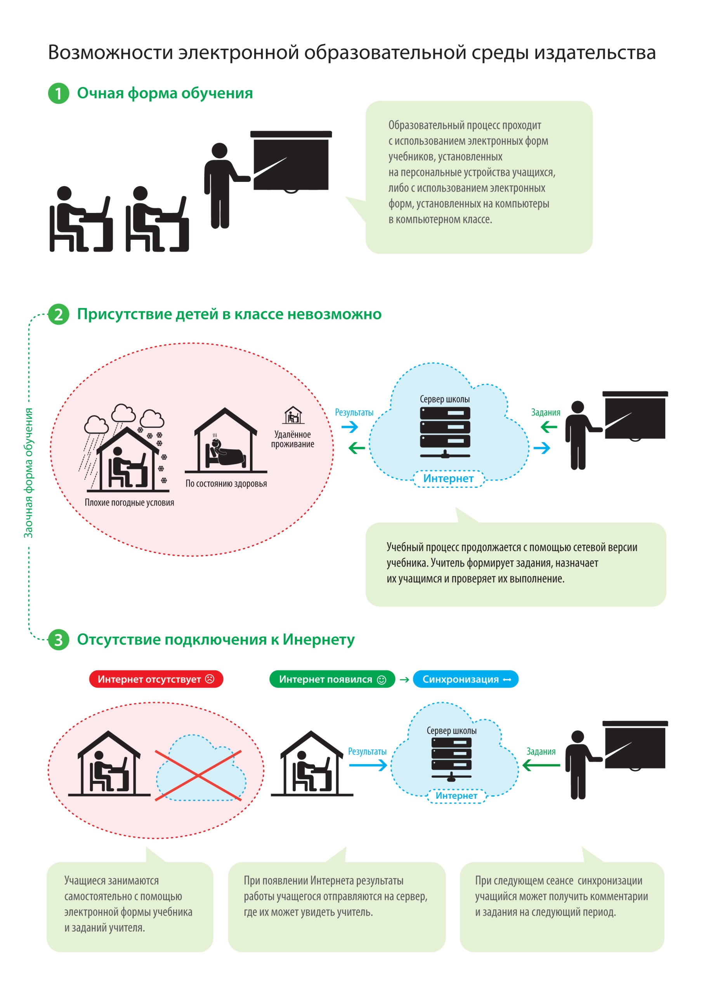 Возможности электронной образовательной среды издательства
1 Очная форма обучения
Образовательный процесс проходит
с использованием электронных форм
учебников, установленных
на персональные устройства учащихся,
либо с использованием электронных
форм, установленных на компьютеры
в компьютерном классе.
Заочная форма обучения
2 Присутствие детей в классе невозможно
Плохие погодные условия
По состоянию здоровья
Удалённое
проживание
Результаты
Сервер школы
Интернет
Задания
Учебный процесс продолжается с помощью сетевой версии
учебника. Учитель формирует задания, назначает
их учащимся и проверяет их выполнение.
3 Отсутствие подключения к Инернету
Интернет отсутствует
Интернет появился
Синхронизация
Результаты
Сервер школы
Интернет
Задания
Учащиеся занимаются
самостоятельно с помощью
электронной формы учебника
и заданий учителя.
При появлении Интернета результаты
работы учащегося отправляются на сервер,
где их может увидеть учитель.
При следующем сеансе синхронизации
учащийся может получить комментарии
и задания на следующий период.